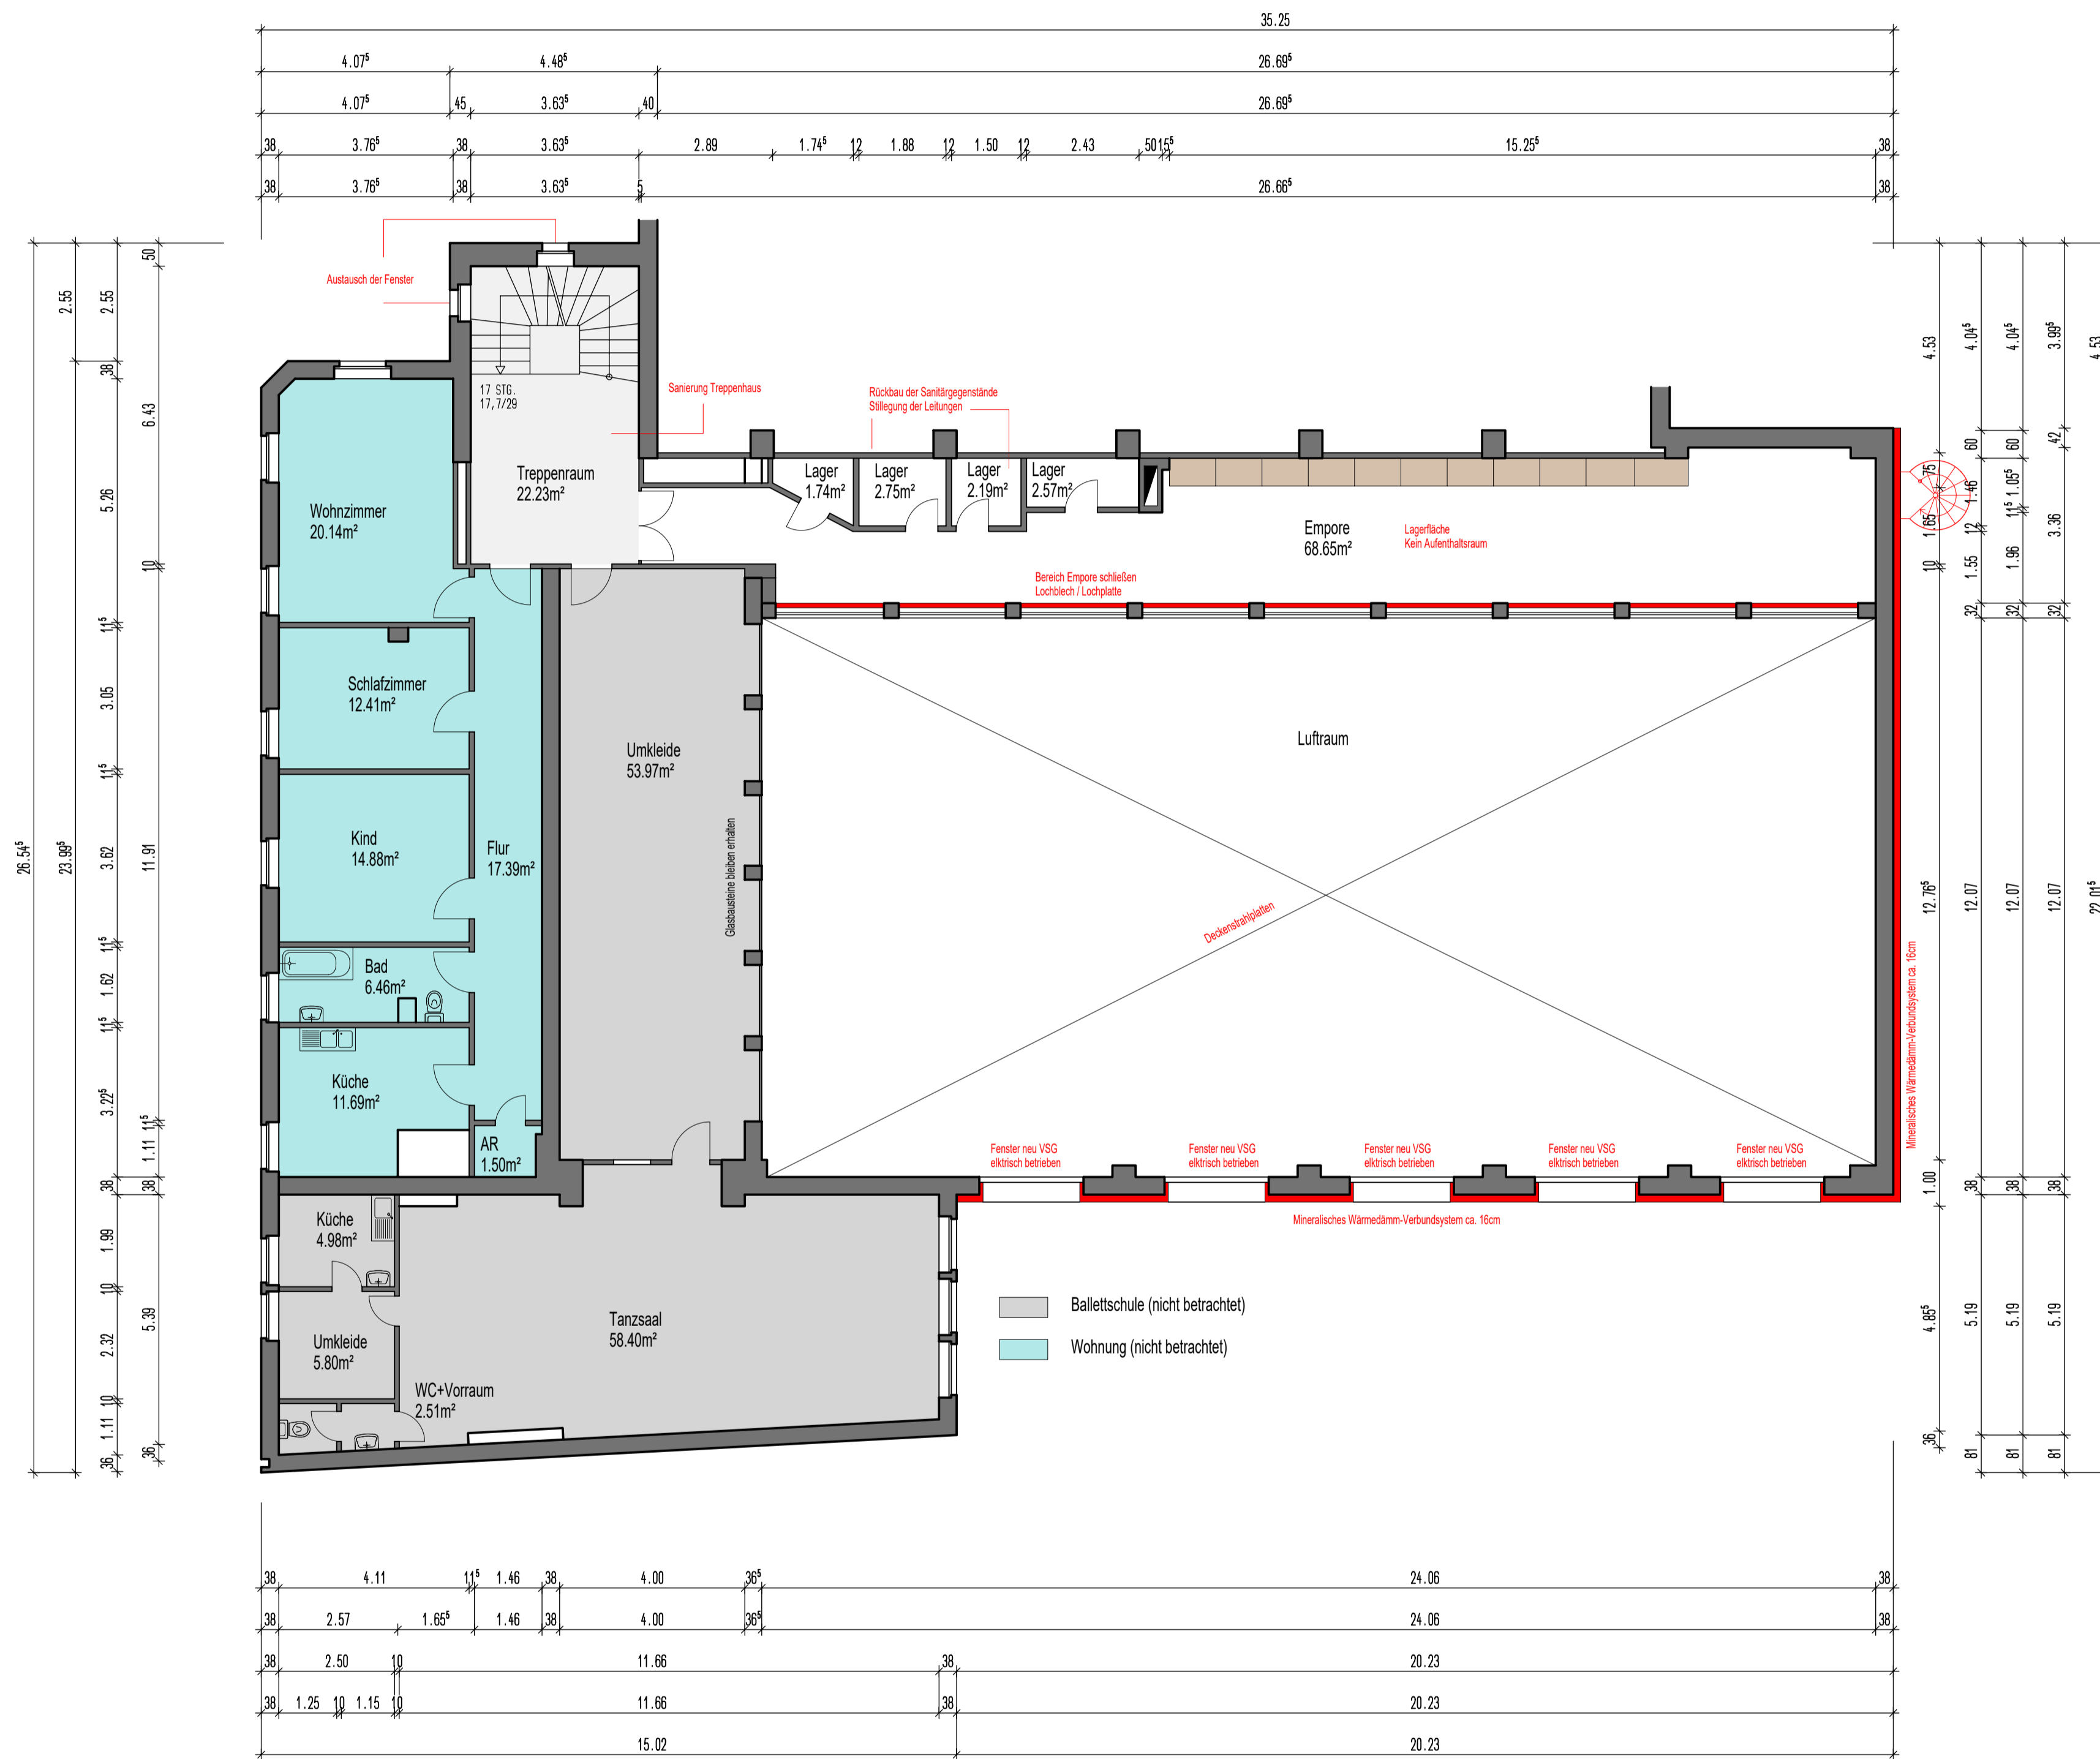 35.25
4.07⁵ 4.48⁵ 26.69⁵
4.07⁵ 45 3.63⁵ 40 26.69⁵
38 3.76⁵ 38 3.63⁵ 2.89 1.74⁵ 12 1.88 12 1.50 12 2.43 50 15⁵ 15.25⁵ 38
38 3.76⁵ 38 3.63⁵ 5 26.66⁵ 38
Austausch der Fenster
17 STG.
17,7/29
Sanierung Treppenhaus
Rückbau der Sanitärgegenstände
Stillegung der Leitungen
Treppenraum
22.23m²
Lager
1.74m²
Lager
2.75m²
Lager
2.19m²
Lager
2.57m²
Wohnzimmer
20.14m²
Empore
68.65m²
Lagerfläche
Kein Aufenthaltsraum
Bereich Empore schließen
Lochblech / Lochplatte
Schlafzimmer
12.41m²
Umkleide
53.97m²
Luftraum
Kind
14.88m²
Flur
17.39m²
Glasbausteine bleiben erhalten
Deckenstrahlplatten
Bad
6.46m²
Küche
11.69m²
AR
1.50m²
Fenster neu VSG
elktrisch betrieben
Fenster neu VSG
elktrisch betrieben
Fenster neu VSG
elktrisch betrieben
Fenster neu VSG
elktrisch betrieben
Fenster neu VSG
elktrisch betrieben
Mineralisches Wärmedämm-Verbundsystem ca. 16cm
Mineralisches Wärmedämm-Verbundsystem ca. 16cm
Küche
4.98m²
Umkleide
5.80m²
Tanzsaal
58.40m²
WC+Vorraum
2.51m²
Ballettschule (nicht betrachtet)
Wohnung (nicht betrachtet)
26.54⁵
2.55 23.99⁵
2.55 38 5.26 11⁵ 3.05 11⁵ 3.62 11⁵ 1.62 11⁵ 3.22⁵ 38 1.99 10 2.32 10 1.11 36
50 6.43 10 11.91 11⁵ 1.11 38 5.39 36
4.53 75 1.65 10 12.76⁵ 1.00 4.85⁵ 36
4.04⁵ 60 1.46 12 1.55 32 12.07 38 5.19 81
4.04⁵ 60 1.05⁵ 11⁵ 1.96 32 12.07 38 5.19 81
3.99⁵ 42 3.36 32 12.07 38 5.19 81
4.53 22.01⁵
38 4.11 11⁵ 1.46 38 4.00 36⁵ 24.06 38
38 2.57 1.65⁵ 1.46 38 4.00 36⁵ 24.06 38
38 2.50 10 11.66 38 20.23
38 1.25 10 1.15 10 11.66 38 20.23
15.02 20.23